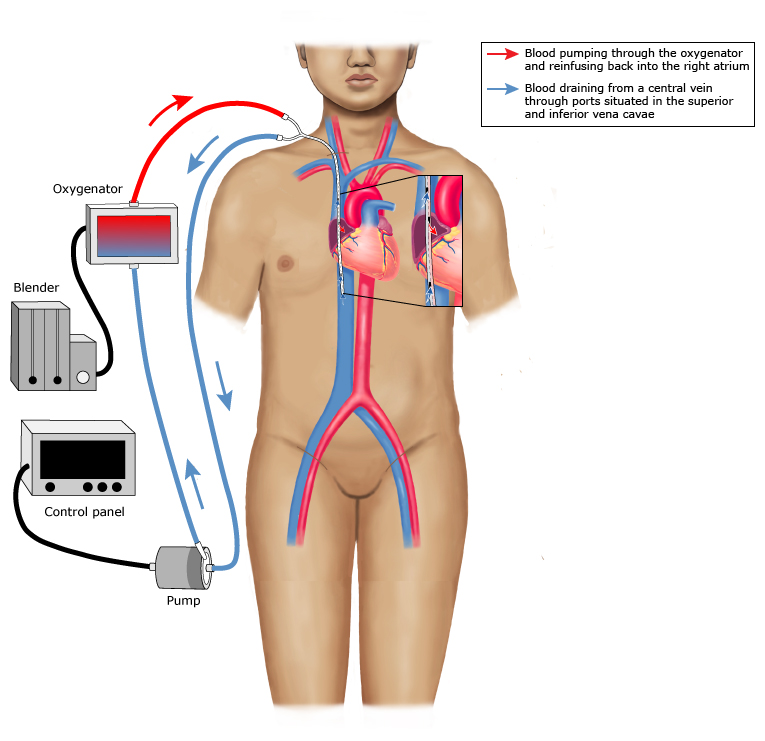 Blood pumping through the oxygenator
and reinfusing back into the right atrium
Blood draining from a central vein
through ports situated in the superior
and inferior vena cavae
Oxygenator
Blender
Control panel
Pump